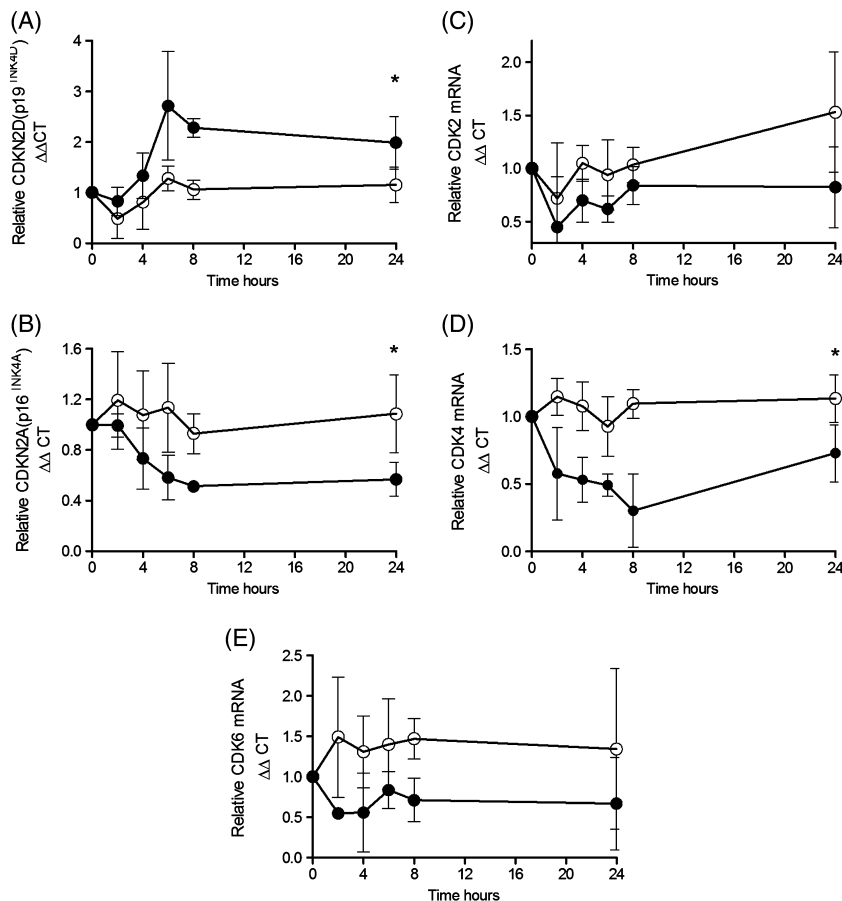 (A)
Relative CDKN2D(p19 INK4D)
ΔΔCT
4
3
2
1
0
*
0 4 8 12 16 20 24
Time hours
(C)
Relative CDK2 mRNA
ΔΔ CT
2.0
1.5
1.0
0.5
0 4 8 12 16 20 24
Time hours
(B)
Relative CDKN2A(p16 INK4A)
ΔΔ CT
1.6
1.2
0.8
0.4
0.0
*
0 4 8 12 16 20 24
Time hours
(D)
Relative CDK4 mRNA
ΔΔ CT
1.5
1.0
0.5
0.0
*
0 4 8 12 16 20 24
Time hours
(E)
Relative CDK6 mRNA
ΔΔ CT
2.5
2.0
1.5
1.0
0.5
0.0
0 4 8 12 16 20 24
Time hours